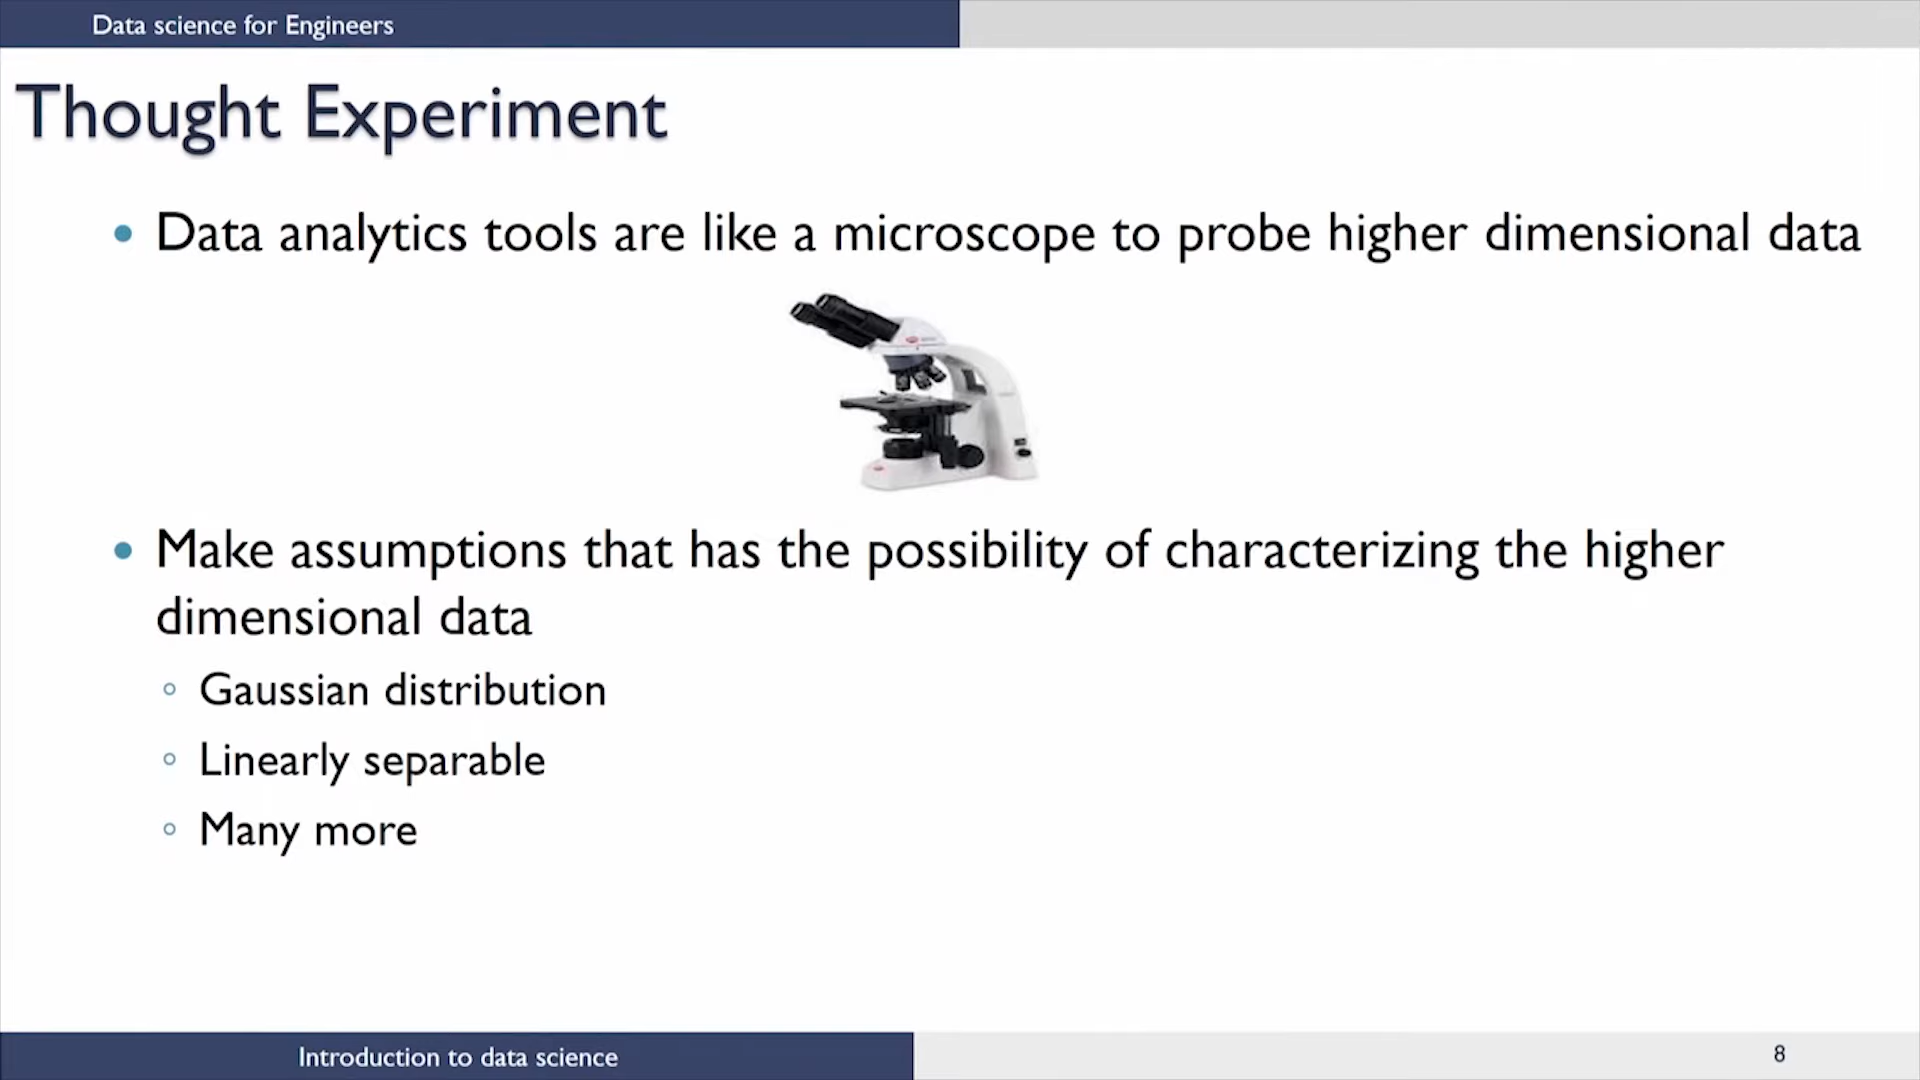 Data science for Engineers
Thought Experiment
• Data analytics tools are like a microscope to probe higher dimensional data
• Make assumptions that has the possibility of characterizing the higher
dimensional data
◦ Gaussian distribution
◦ Linearly separable
◦ Many more
Introduction to data science
8